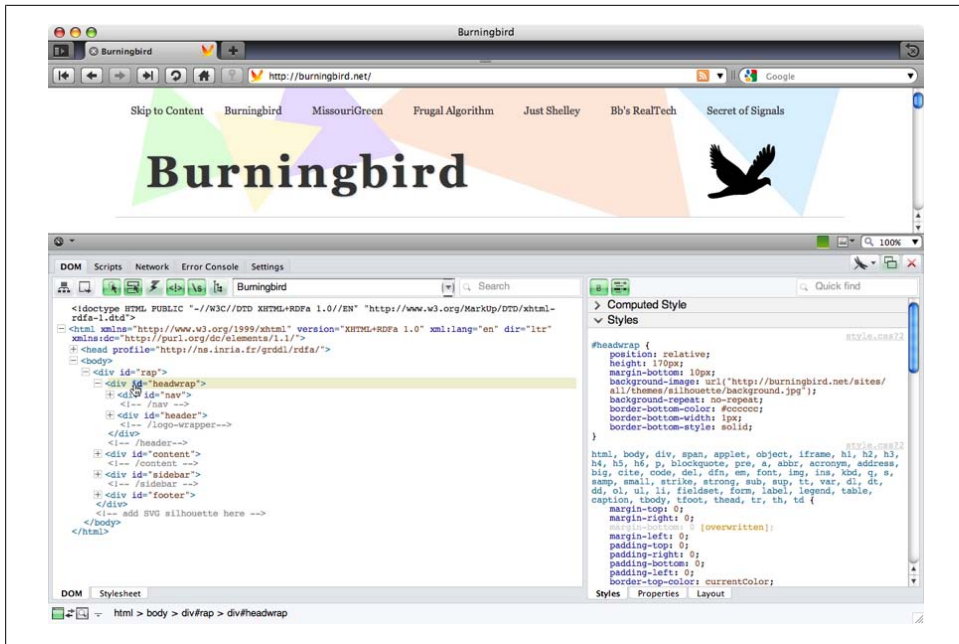 Burningbird
Burningbird
http://burningbird.net/
Google
Skip to Content Burningbird MissouriGreen Frugal Algorithm Just Shelley Bb's RealTech Secret of Signals
Burningbird
100%
DOM Scripts Network Error Console Settings
Burningbird
Search
Quick find
<!doctype HTML PUBLIC "-//W3C//DTD XHTML+RDFa 1.0//EN" "http://www.w3.org/MarkUp/DTD/xhtml-
rdfa-1.dtd">
<html xmlns="http://www.w3.org/1999/xhtml" version="XHTML+RDFa 1.0" xml:lang="en" dir="ltr"
xmlns:dc="http://purl.org/dc/elements/1.1/">
<head profile="http://ns.inria.fr/grddl/rdfa/">
<body>
<div id="rap">
<div id="headwrap">
<div id="nav">
<!-- /nav -->
<div id="header">
<!-- /logo-wrapper-->
</div>
<!-- /header-->
<div id="content">
<!-- /content -->
<div id="sidebar">
<!-- /sidebar -->
<div id="footer">
</div>
<!-- add SVG silhouette here -->
</body>
</html>
Computed Style
Styles
style.css?2
#headwrap {
position: relative;
height: 170px;
margin-bottom: 10px;
background-image: url("http://burningbird.net/sites/
all/themes/silhouette/background.jpg");
background-repeat: no-repeat;
border-bottom-color: #cccccc;
border-bottom-width: 1px;
border-bottom-style: solid;
}
style.css?2
html, body, div, span, applet, object, iframe, h1, h2, h3,
h4, h5, h6, p, blockquote, pre, a, abbr, acronym, address,
big, cite, code, del, dfn, em, font, img, ins, kbd, q, s,
samp, small, strike, strong, sub, sup, tt, var, dl, dt,
dd, ol, ul, li, fieldset, form, label, legend, table,
caption, tbody, tfoot, thead, tr, th, td {
margin-top: 0;
margin-right: 0;
margin-bottom: 0 [overwritten];
margin-left: 0;
padding-top: 0;
padding-right: 0;
padding-bottom: 0;
padding-left: 0;
border-top-color: currentColor;
DOM Stylesheet
Styles Properties Layout
html > body > div#rap > div#headwrap